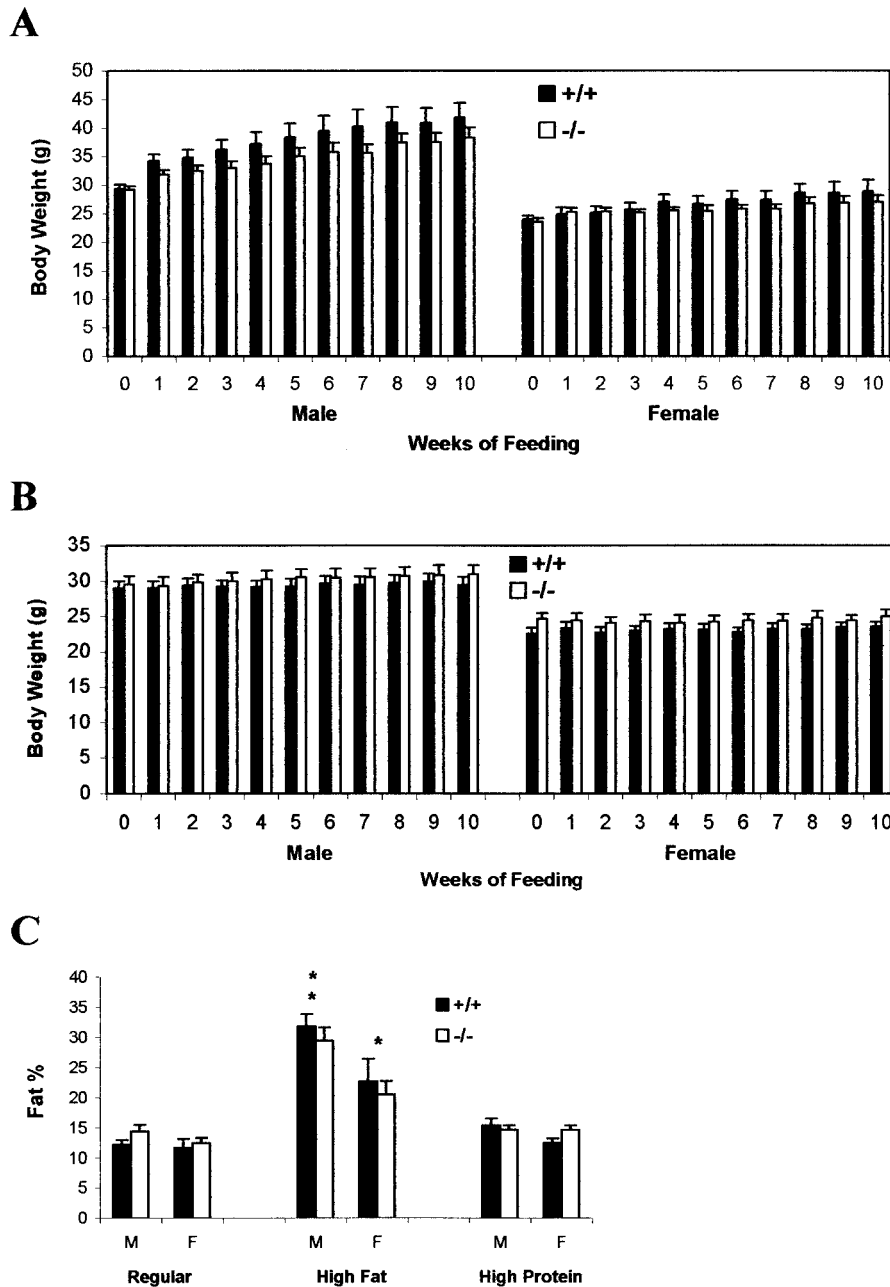 A
50
45
40
35
30
25
20
15
10
5
0
Body Weight (g)
+/+
-/-
0 1 2 3 4 5 6 7 8 9 10 0 1 2 3 4 5 6 7 8 9 10
Male Female
Weeks of Feeding
B
35
30
25
20
15
10
5
0
Body Weight (g)
+/+
-/-
0 1 2 3 4 5 6 7 8 9 10 0 1 2 3 4 5 6 7 8 9 10
Male Female
Weeks of Feeding
C
40
35
30
25
20
15
10
5
0
Fat %
*
*
*
+/+
-/-
M F M F M F
Regular High Fat High Protein